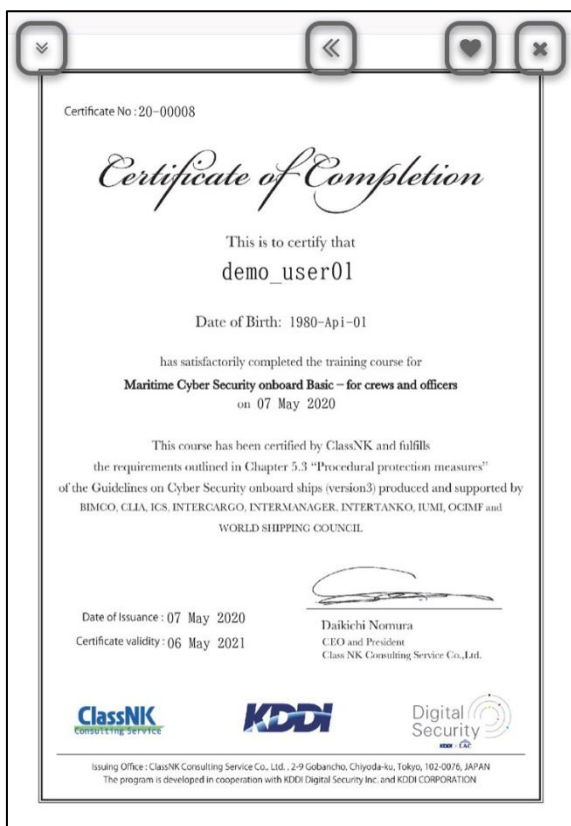 Certificate No : 20-00008
Certificate of Completion
This is to certify that
demo_user01
Date of Birth: 1980-Api-01
has satisfactorily completed the training course for
Maritime Cyber Security onboard Basic – for crews and officers
on 07 May 2020
This course has been certified by ClassNK and fulfills
the requirements outlined in Chapter 5.3 “Procedural protection measures”
of the Guidelines on Cyber Security onboard ships (version3) produced and supported by
BIMCO, CLIA, ICS, INTERCARGO, INTERMANAGER, INTERTANKO, IUMI, OCIMF and
WORLD SHIPPING COUNCIL
Date of Issuance : 07 May 2020
Certificate validity : 06 May 2021
Daikichi Nomura
CEO and President
Class NK Consulting Service Co.,Ltd.
ClassNK
Consulting Service
KDDI
Digital
Security
KDDI × LAC
Issuing Office : ClassNK Consulting Service Co., Ltd. , 2-9 Gobancho, Chiyoda-ku, Tokyo, 102-0076, JAPAN
The program is developed in cooperation with KDDI Digital Security Inc. and KDDI CORPORATION